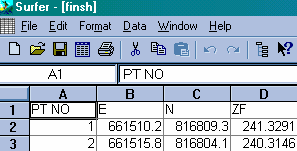 Surfer - [finsh]
File Edit Format Data Window Help
A1 PT NO
A B C D
1 PT NO E N ZF
2 1 661510.2 816809.3 241.3291
3 2 661515.8 816804.1 240.3146